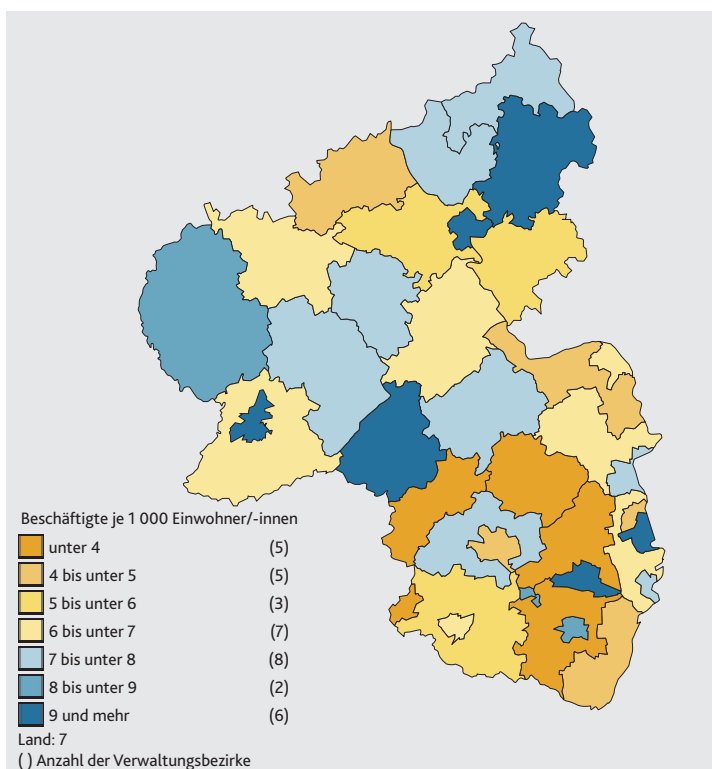 Beschäftigte je 1 000 Einwohner/-innen
unter 4 (5)
4 bis unter 5 (5)
5 bis unter 6 (3)
6 bis unter 7 (7)
7 bis unter 8 (8)
8 bis unter 9 (2)
9 und mehr (6)
Land: 7
( ) Anzahl der Verwaltungsbezirke